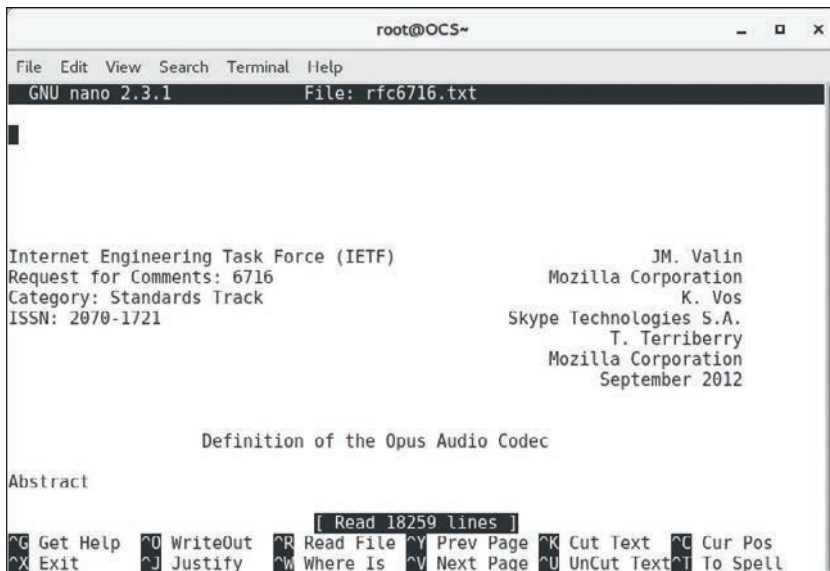 root@OCS~
File Edit View Search Terminal Help
GNU nano 2.3.1 File: rfc6716.txt
Internet Engineering Task Force (IETF) JM. Valin
Request for Comments: 6716 Mozilla Corporation
Category: Standards Track K. Vos
ISSN: 2070-1721 Skype Technologies S.A.
T. Terriberry
Mozilla Corporation
September 2012
Definition of the Opus Audio Codec
Abstract
[ Read 18259 lines ]
^G Get Help ^O WriteOut ^R Read File ^Y Prev Page ^K Cut Text ^C Cur Pos
^X Exit ^J Justify ^W Where Is ^V Next Page ^U UnCut Text^T To Spell